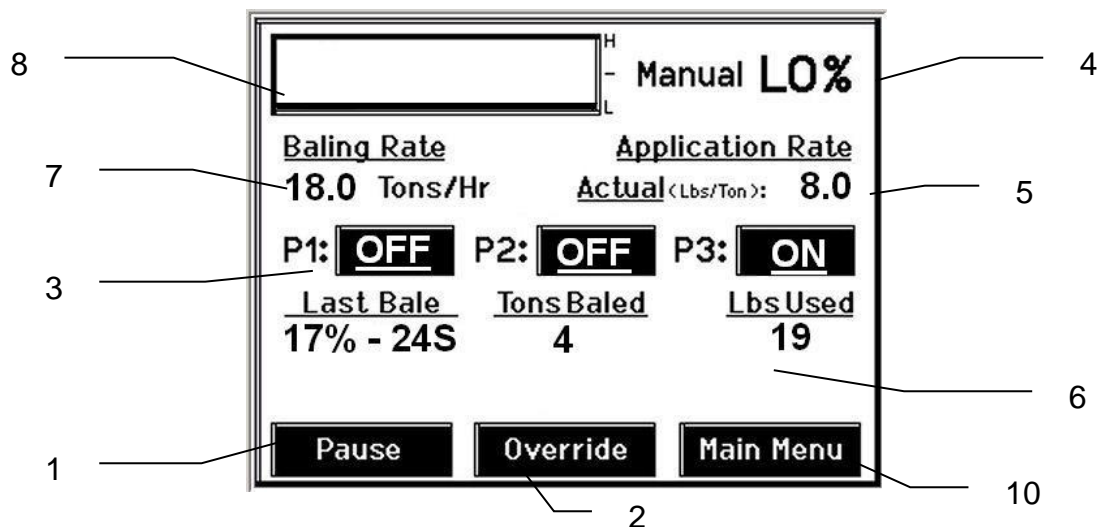 8
H
-
L
Manual LO%
4
Baling Rate
Application Rate
7
18.0 Tons/Hr
Actual (Lbs/Ton): 8.0
5
P1: OFF P2: OFF P3: ON
3
Last Bale Tons Baled Lbs Used
17% - 24S 4 19
6
Pause Override Main Menu
1
2
10